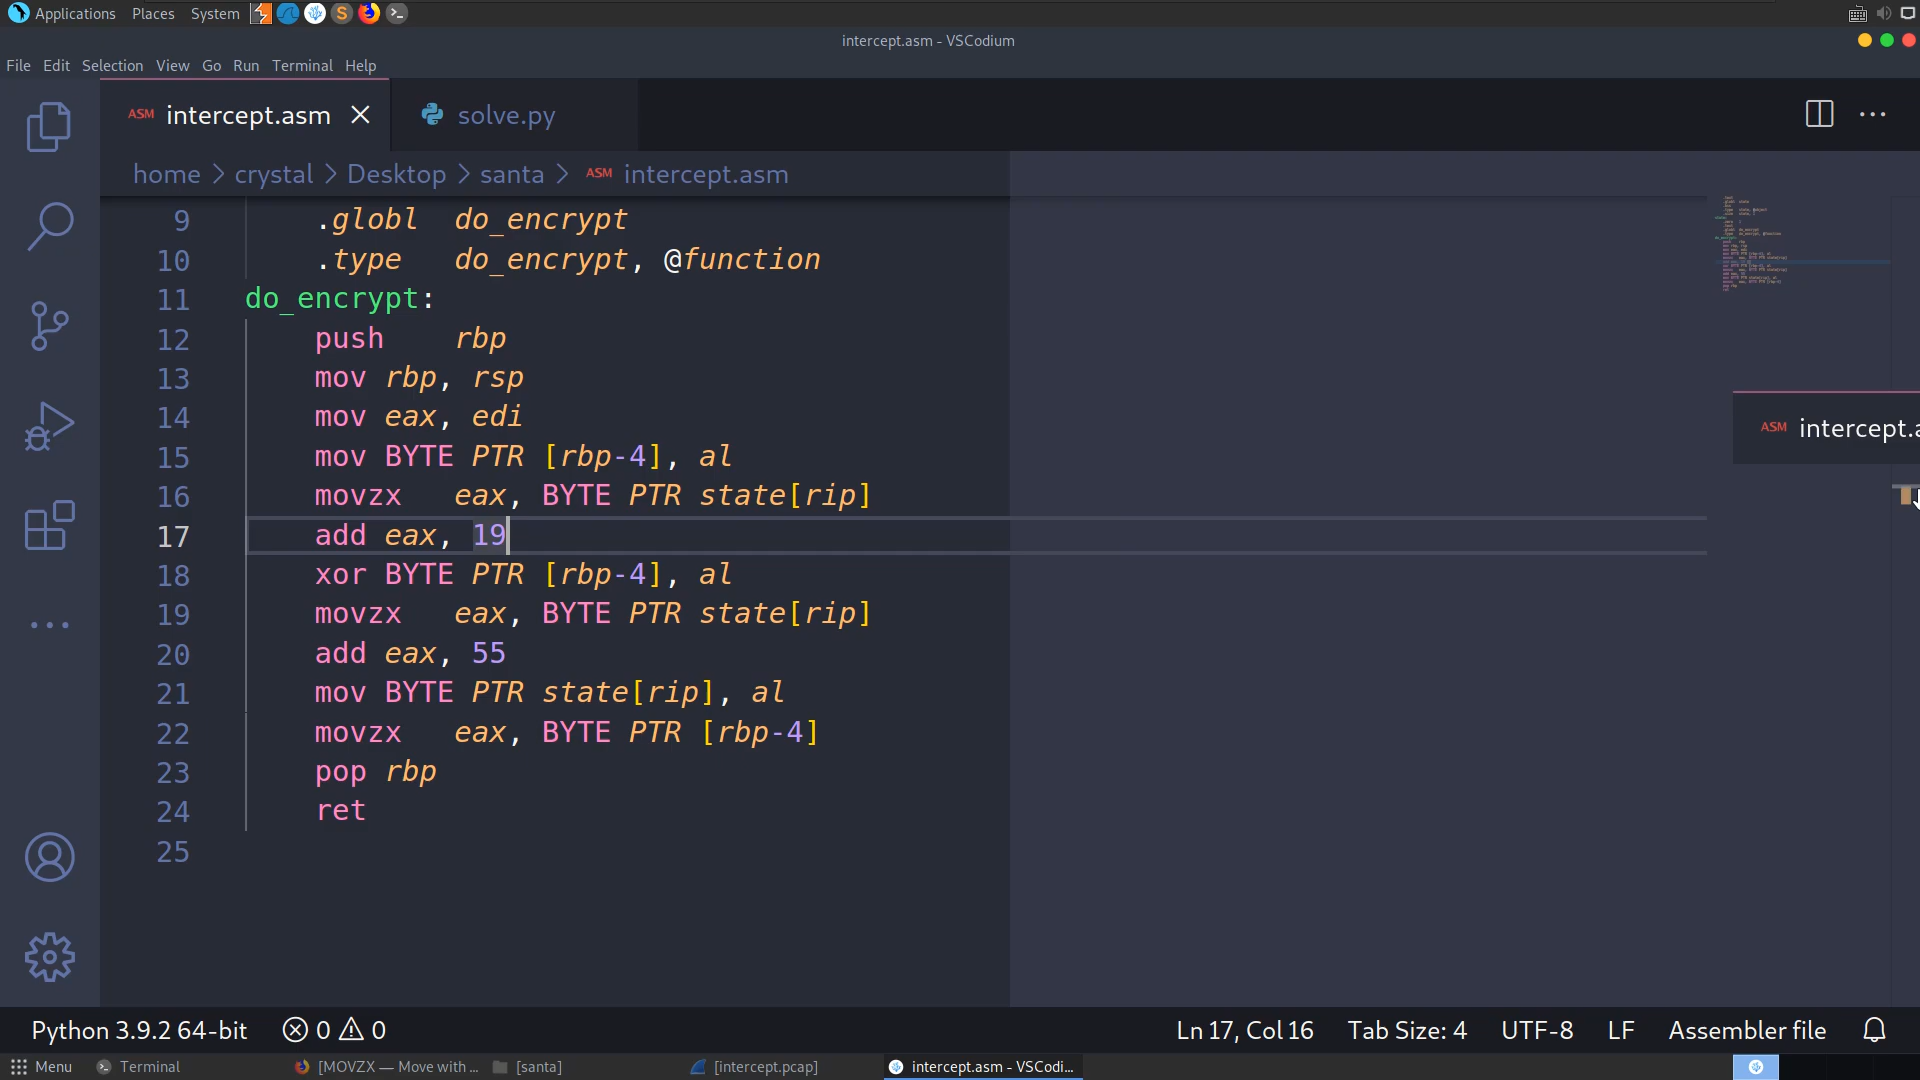 Applications Places System
intercept.asm - VSCodium
File Edit Selection View Go Run Terminal Help
ASM intercept.asm solve.py
home > crystal > Desktop > santa > ASM intercept.asm
9 .globl do_encrypt
10 .type do_encrypt, @function
11 do_encrypt:
12 push rbp
13 mov rbp, rsp
14 mov eax, edi
15 mov BYTE PTR [rbp-4], al
16 movzx eax, BYTE PTR state[rip]
17 add eax, 19
18 xor BYTE PTR [rbp-4], al
19 movzx eax, BYTE PTR state[rip]
20 add eax, 55
21 mov BYTE PTR state[rip], al
22 movzx eax, BYTE PTR [rbp-4]
23 pop rbp
24 ret
25
ASM intercept.a
Python 3.9.2 64-bit 0 0 Ln 17, Col 16 Tab Size: 4 UTF-8 LF Assembler file
Menu Terminal [MOVZX — Move with ... [santa] [intercept.pcap] intercept.asm - VSCodi...